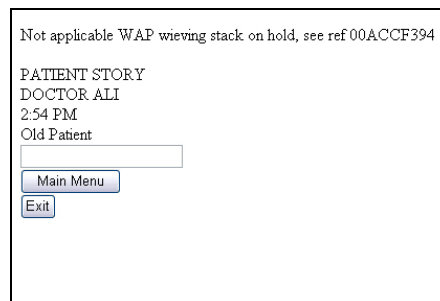 Not applicable WAP wieving stack on hold, see ref 00ACCF394
PATIENT STORY
DOCTOR ALI
2:54 PM
Old Patient
Main Menu
Exit